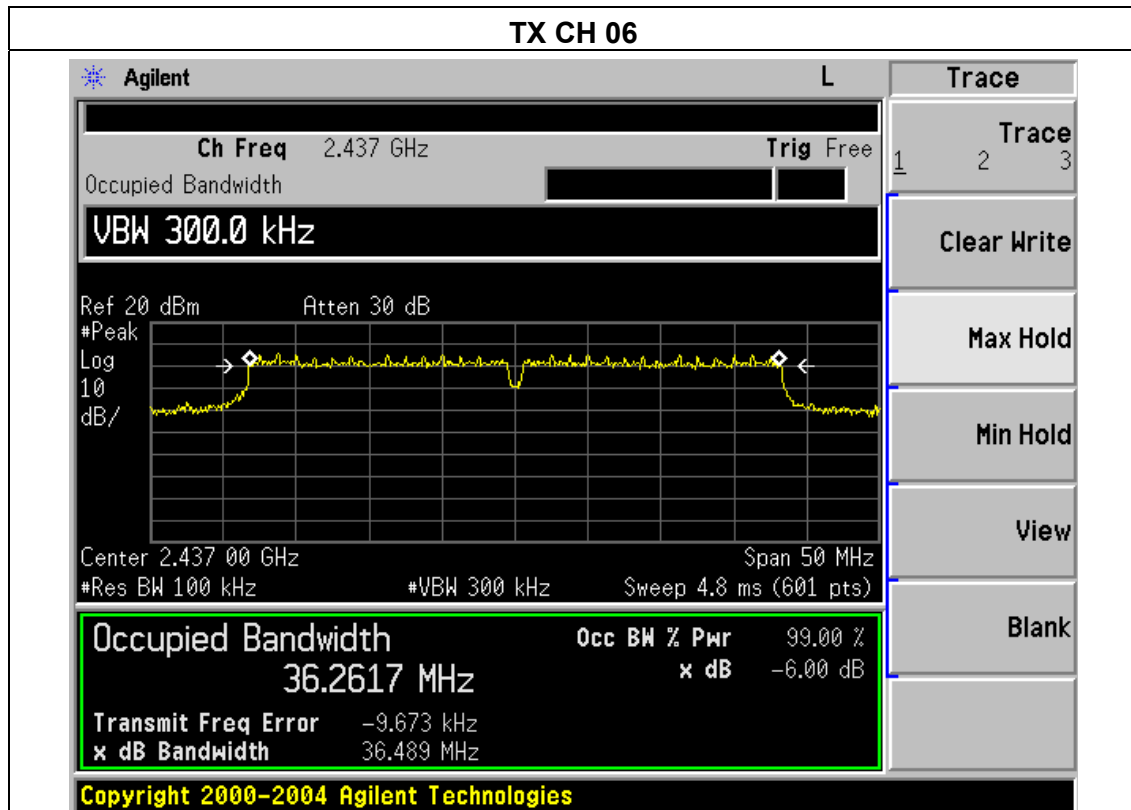 TX CH 06
Agilent L Trace
Ch Freq 2.437 GHz Trig Free
Occupied Bandwidth
VBW 300.0 kHz
Ref 20 dBm Atten 30 dB
#Peak
Log
10
dB/
Center 2.437 00 GHz Span 50 MHz
#Res BW 100 kHz #VBW 300 kHz Sweep 4.8 ms (601 pts)
Occupied Bandwidth Occ BW % Pwr 99.00 %
36.2617 MHz x dB -6.00 dB
Transmit Freq Error -9.673 kHz
x dB Bandwidth 36.489 MHz
Trace
1 2 3
Clear Write
Max Hold
Min Hold
View
Blank
Copyright 2000-2004 Agilent Technologies